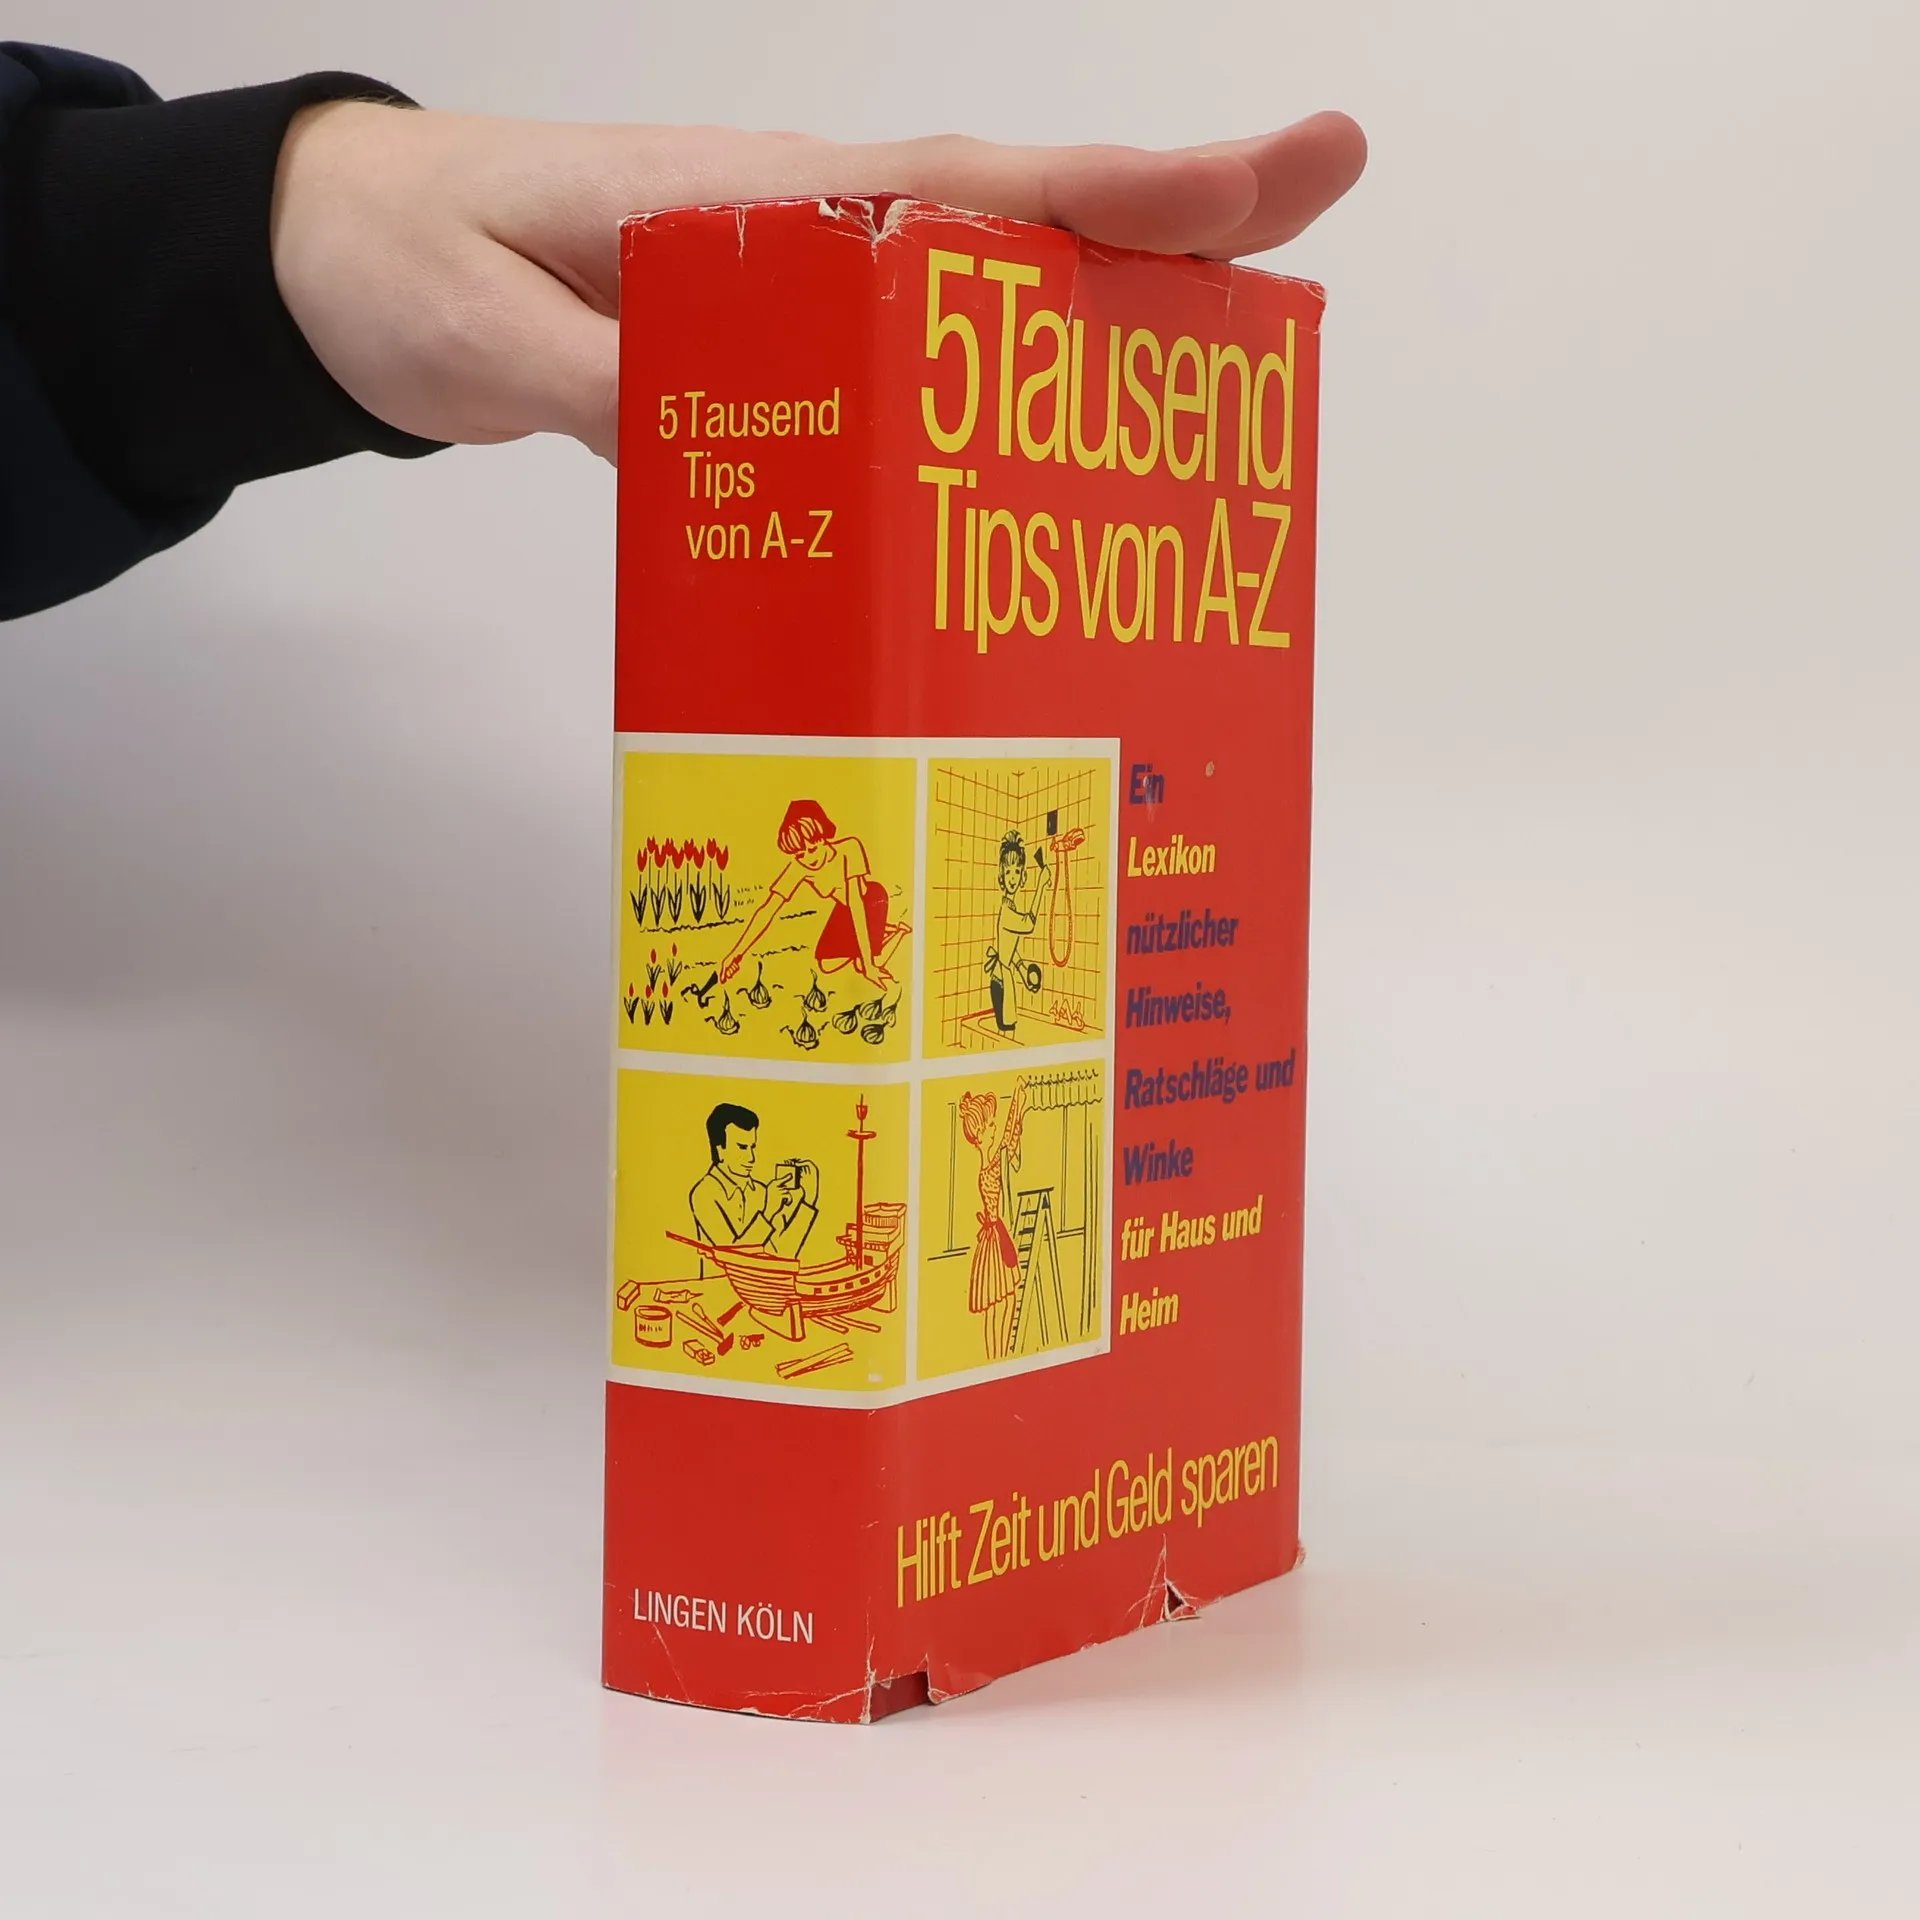 5 Tausend
Tips
von A-Z
LINGEN KÖLN
5 Tausend
Tips von A-Z
Ein
Lexikon
nützlicher
Hinweise,
Ratschläge und
Winke
für Haus und
Heim
Hilft Zeit und Geld sparen